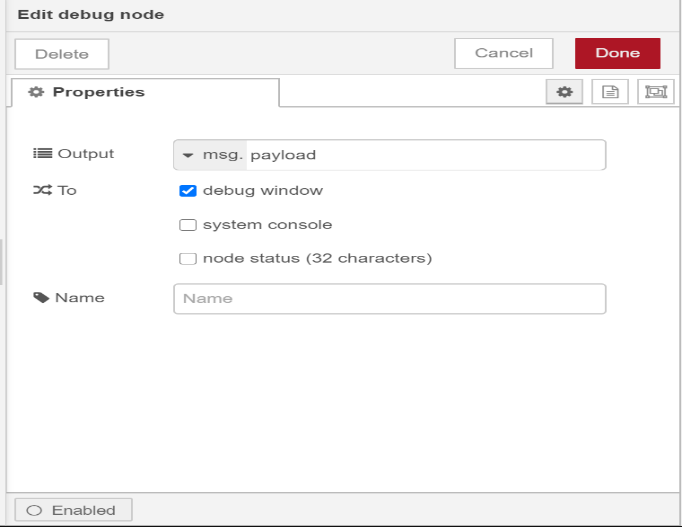 Edit debug node
Delete Cancel Done
Properties
Output msg. payload
To debug window
system console
node status (32 characters)
Name Name
Enabled